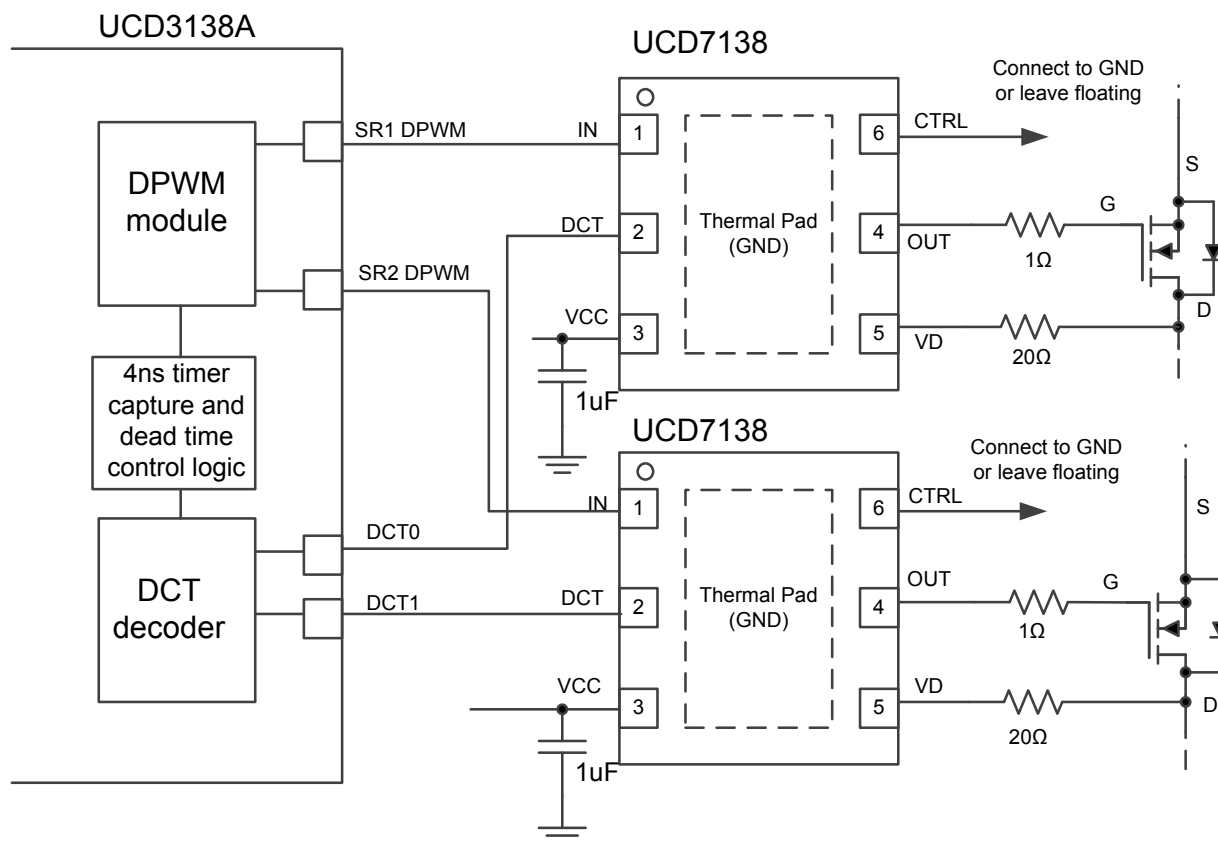 UCD3138A
UCD7138
Connect to GND
or leave floating
SR1 DPWM
IN
1
6
CTRL
S
DPWM
module
DCT
2
Thermal Pad
(GND)
4
OUT
G
1Ω
SR2 DPWM
D
VCC
3
5
VD
20Ω
4ns timer
capture and
dead time
control logic
1uF
UCD7138
Connect to GND
or leave floating
IN
1
6
CTRL
S
DCT0
DCT
decoder
DCT1
DCT
2
Thermal Pad
(GND)
4
OUT
G
1Ω
VCC
3
5
VD
D
20Ω
1uF